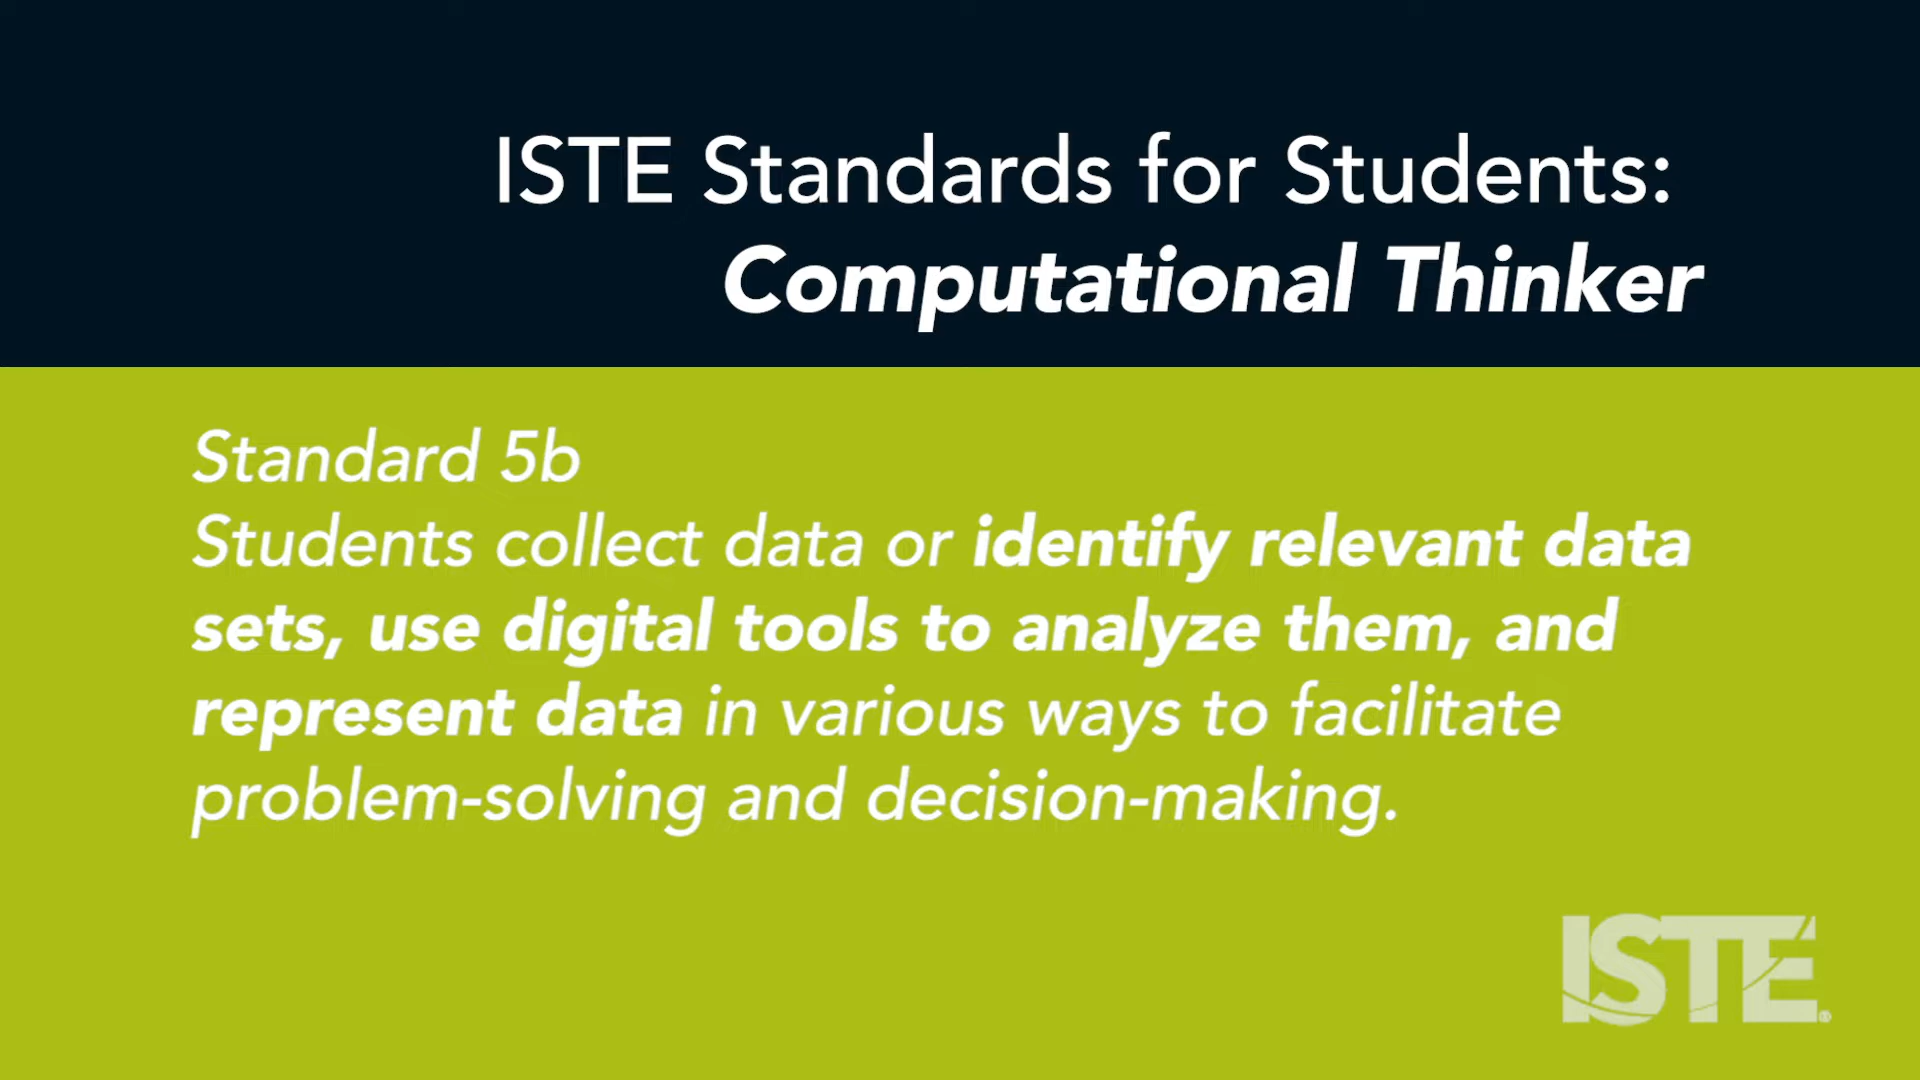 ISTE Standards for Students:
Computational Thinker
Standard 5b
Students collect data or identify relevant data
sets, use digital tools to analyze them, and
represent data in various ways to facilitate
problem-solving and decision-making.
ISTE®